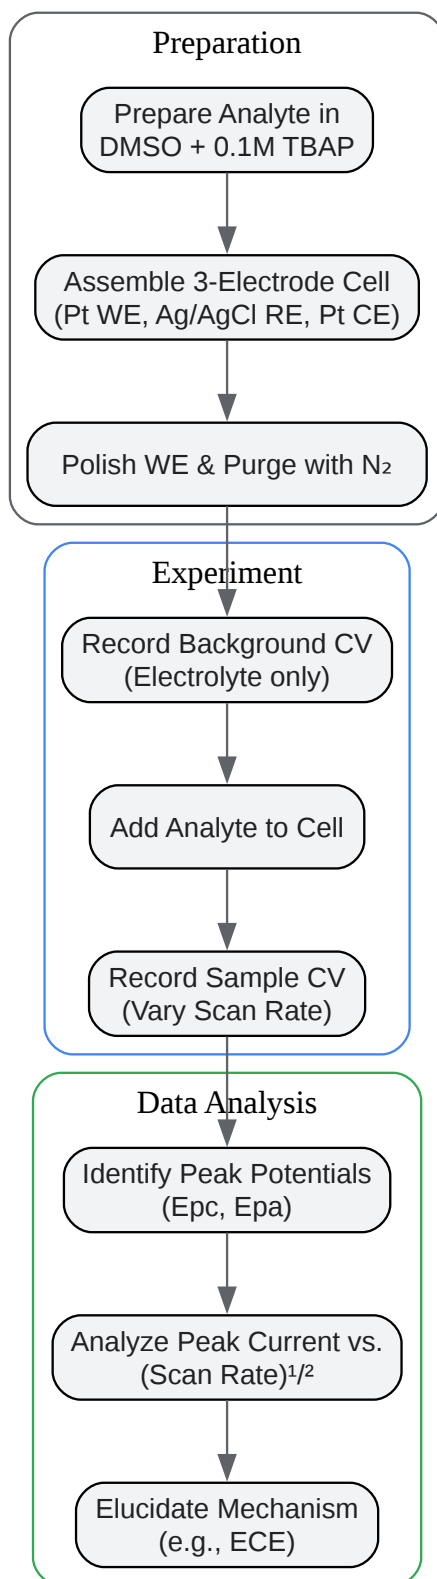 Preparation
Prepare Analyte in
DMSO + 0.1M TBAP
Assemble 3-Electrode Cell
(Pt WE, Ag/AgCl RE, Pt CE)
Polish WE & Purge with N₂
Experiment
Record Background CV
(Electrolyte only)
Add Analyte to Cell
Record Sample CV
(Vary Scan Rate)
Data Analysis
Identify Peak Potentials
(Epc, Epa)
Analyze Peak Current vs.
(Scan Rate)¹/²
Elucidate Mechanism
(e.g., ECE)